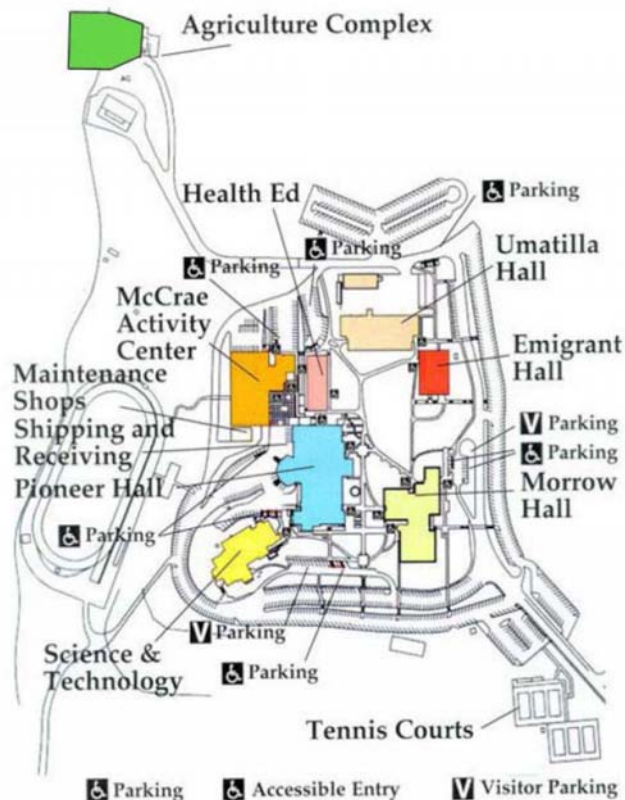 Agriculture Complex
AG
Health Ed
Parking
Parking
Umatilla
Hall
Parking
McCrae
Activity
Center
Emigrant
Hall
Maintenance
Shops
Shipping and
Receiving
V Parking
Parking
Pioneer Hall
Morrow
Hall
Parking
V Parking
Science &
Technology
Parking
Tennis Courts
Parking Accessible Entry V Visitor Parking